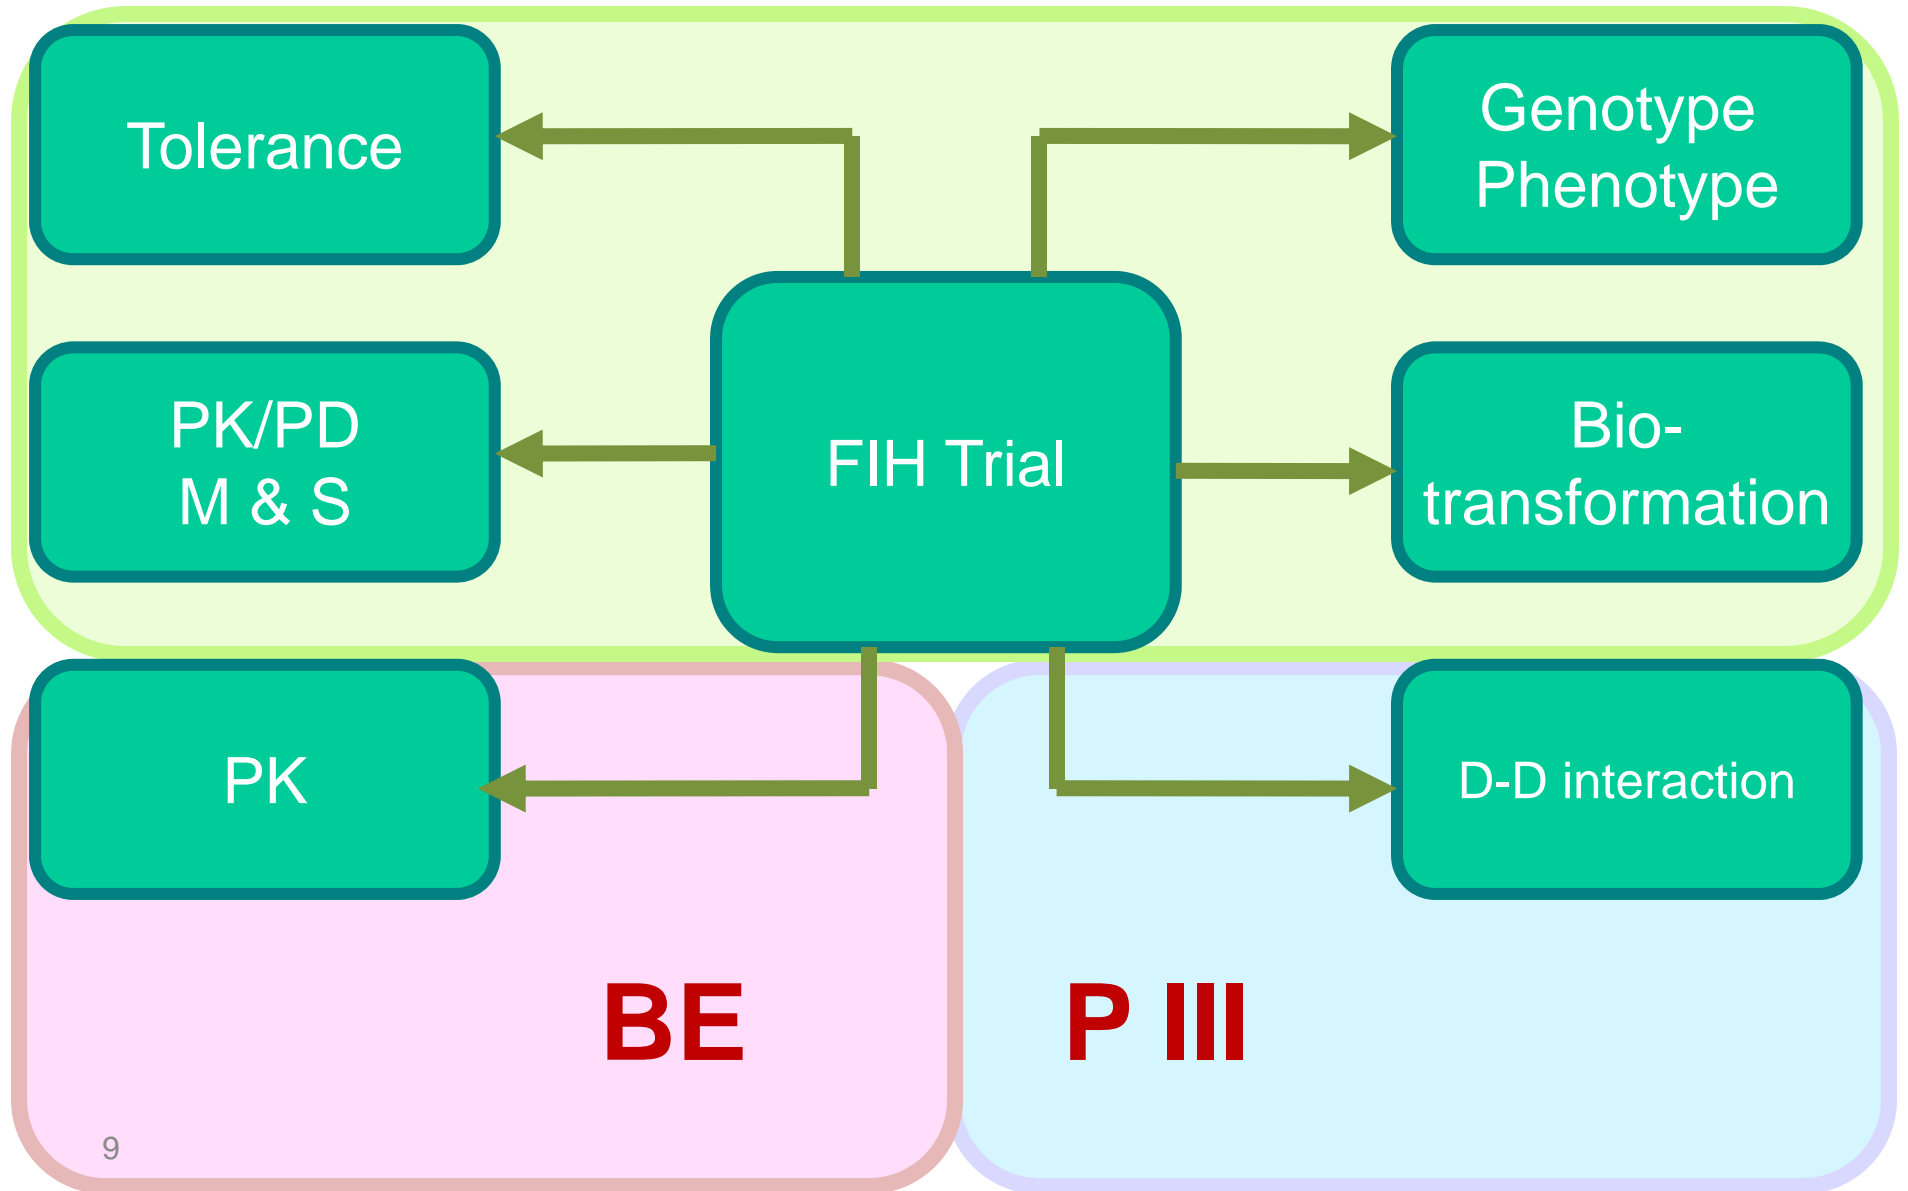 Tolerance
Genotype
Phenotype
PK/PD
M & S
FIH Trial
Bio-
transformation
PK
D-D interaction
BE
P III
9